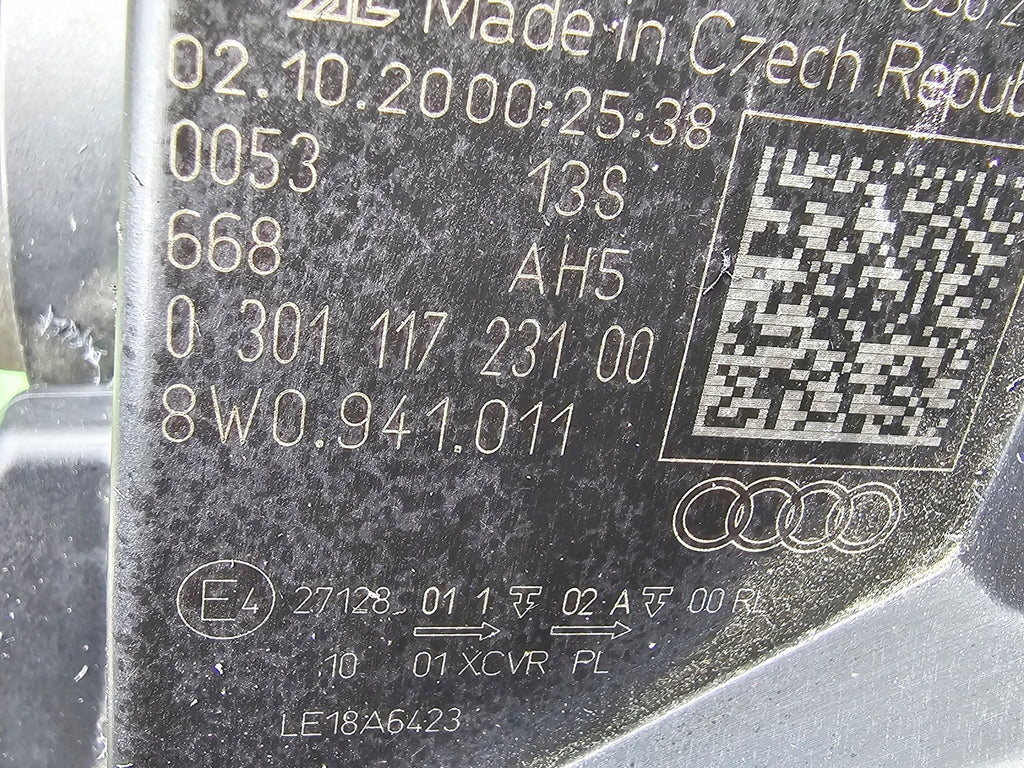 Made in Czech Repub
02.10.20 00:25:38
0053 13S
668 AH5
0 301 117 231 00
8W0.941.011
E4 27128 01 1 02 A 00 RL
10 01 XCVR PL
LE18A6423